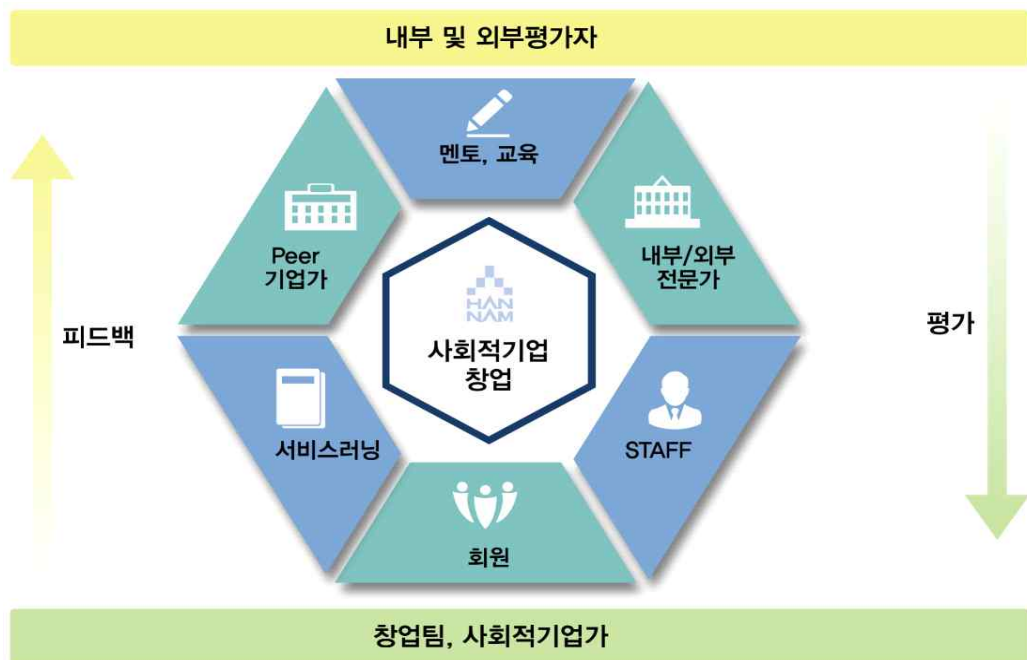 내부 및 외부평가자
멘토, 교육
Peer
기업가
내부/외부
전문가
HAN
NAM
사회적기업
창업
피드백
평가
서비스러닝
STAFF
회원
창업팀, 사회적기업가